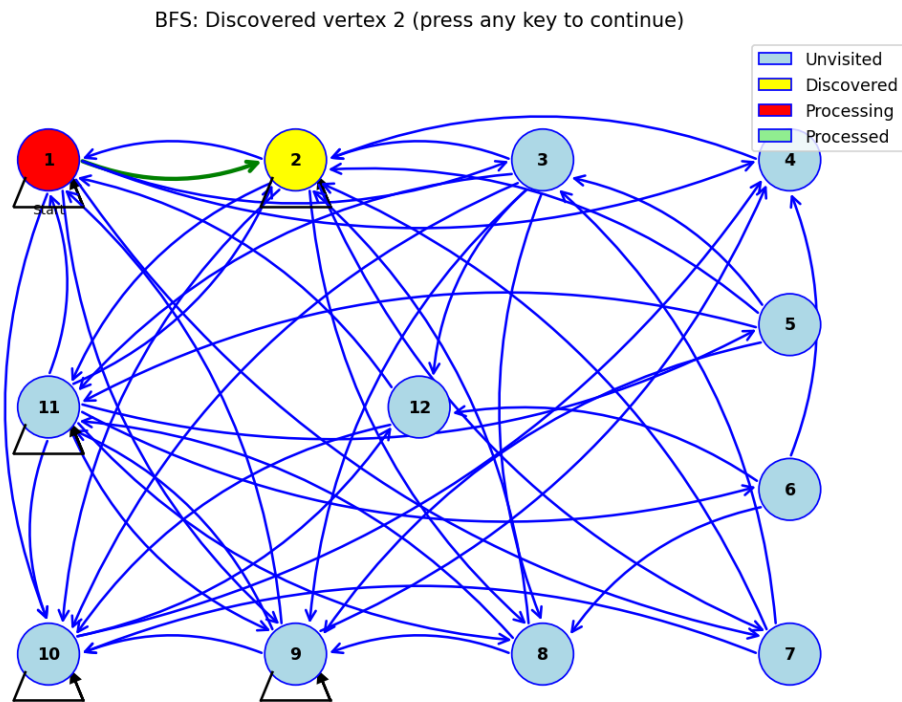 BFS: Discovered vertex 2 (press any key to continue)
Unvisited
Discovered
Processing
Processed
1
2
3
4
Start
5
11
12
6
10
9
8
7